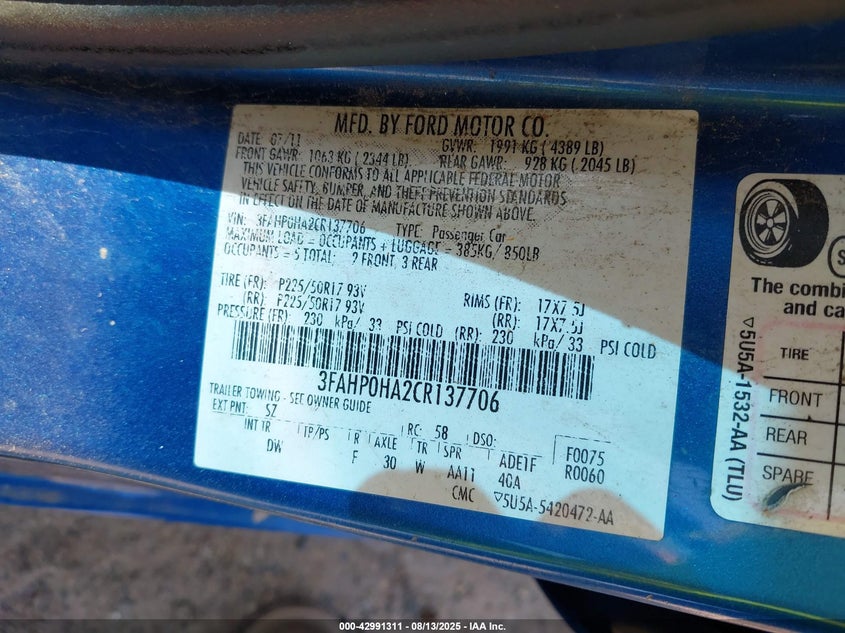 MFD. BY FORD MOTOR CO.
DATE 07/11 GVWR: 1991 KG ( 4389 LB)
FRONT GAWR: 1063 KG ( 2344 LB) REAR GAWR: 928 KG ( 2045 LB)
THIS VEHICLE CONFORMS TO ALL APPLICABLE FEDERAL MOTOR
VEHICLE SAFETY, BUMPER, AND THEFT PREVENTION STANDARDS
IN EFFECT ON THE DATE OF MANUFACTURE SHOWN ABOVE.
VIN: 3FAHP0HA2CR137706 TYPE: Passenger Car
MAXIMUM LOAD = OCCUPANTS + LUGGAGE = 385KG/ 850LB
OCCUPANTS = 5 TOTAL: 2 FRONT, 3 REAR
TIRE (FR): P225/50R17 93V RIMS (FR): 17X7.5J
(RR): P225/50R17 93V (RR): 17X7.5J
PRESSURE (FR): 230 kPa/ 33 PSI COLD (RR): 230 kPa/ 33 PSI COLD
3FAHP0HA2CR137706
TRAILER TOWING - SEE OWNER GUIDE
EXT PNT: SZ RC: 58 DSO: F0075
INT TR TP/PS R AXLE TR SPR ADE1F R0060
DW F 30 W AA11 40A
CMC ▽5U5A-5420472-AA
The combi
and ca
TIRE
FRONT
REAR
SPARE
▽5U5A-1532-AA (TLU)
000-42991311 - 08/13/2025 - IAA Inc.